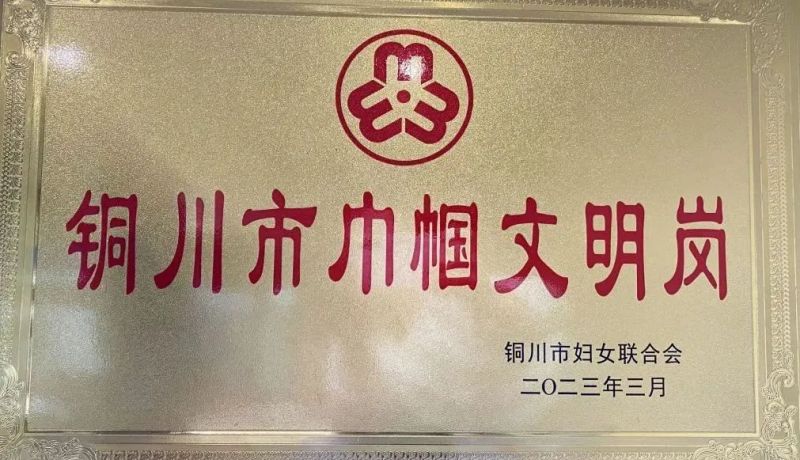 铜川市巾帼文明岗
铜川市妇女联合会
二O二三年三月